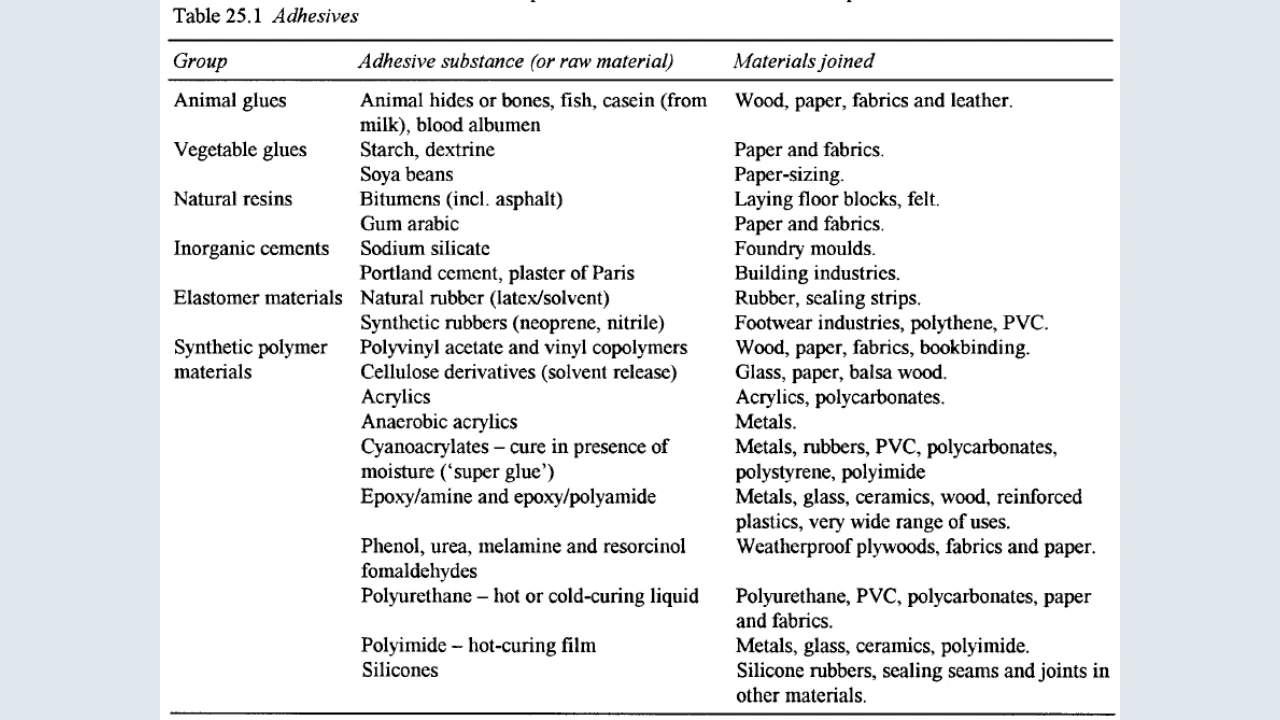 Table 25.1 Adhesives
Group Adhesive substance (or raw material) Materials joined
Animal glues Animal hides or bones, fish, casein (from Wood, paper, fabrics and leather.
milk), blood albumen
Vegetable glues Starch, dextrine Paper and fabrics.
Soya beans Paper-sizing.
Natural resins Bitumens (incl. asphalt) Laying floor blocks, felt.
Gum arabic Paper and fabrics.
Inorganic cements Sodium silicate Foundry moulds.
Portland cement, plaster of Paris Building industries.
Elastomer materials Natural rubber (latex/solvent) Rubber, sealing strips.
Synthetic rubbers (neoprene, nitrile) Footwear industries, polythene, PVC.
Synthetic polymer Polyvinyl acetate and vinyl copolymers Wood, paper, fabrics, bookbinding.
materials Cellulose derivatives (solvent release) Glass, paper, balsa wood.
Acrylics Acrylics, polycarbonates.
Anaerobic acrylics Metals.
Cyanoacrylates – cure in presence of Metals, rubbers, PVC, polycarbonates,
moisture (‘super glue’) polystyrene, polyimide
Epoxy/amine and epoxy/polyamide Metals, glass, ceramics, wood, reinforced
plastics, very wide range of uses.
Phenol, urea, melamine and resorcinol Weatherproof plywoods, fabrics and paper.
fomaldehydes
Polyurethane – hot or cold-curing liquid Polyurethane, PVC, polycarbonates, paper
and fabrics.
Polyimide – hot-curing film Metals, glass, ceramics, polyimide.
Silicones Silicone rubbers, sealing seams and joints in
other materials.